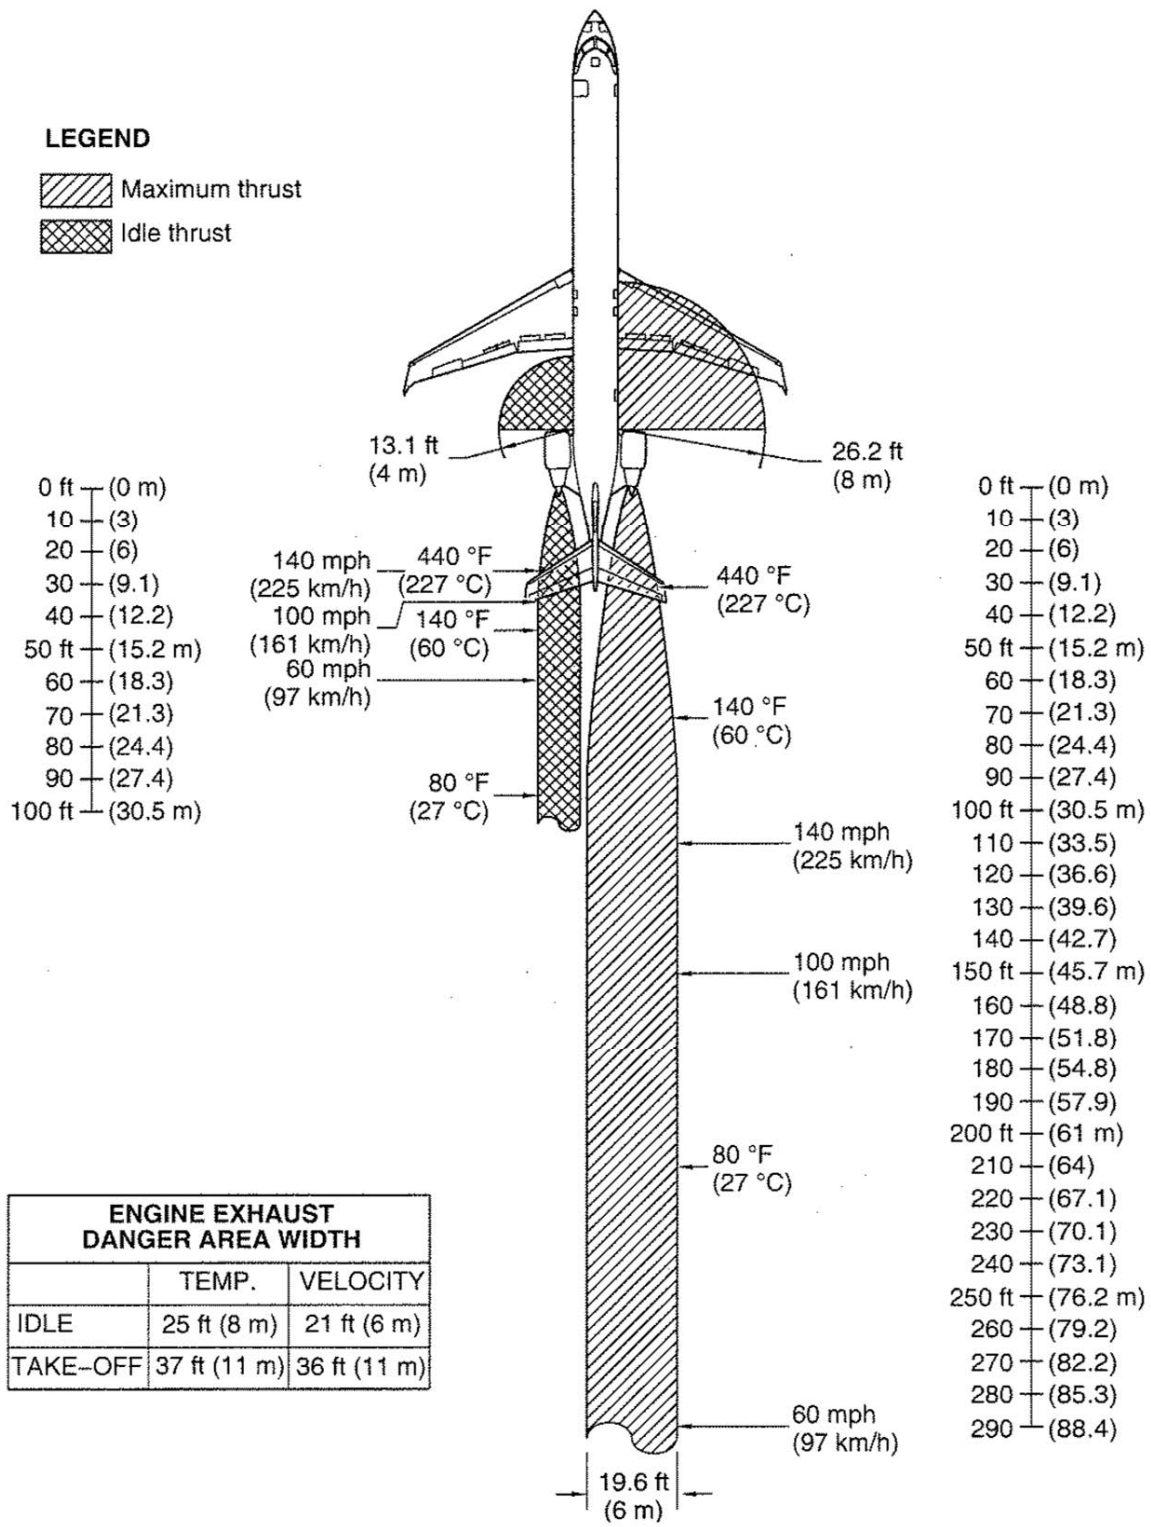 LEGEND
Maximum thrust
Idle thrust
13.1 ft
(4 m)
26.2 ft
(8 m)
0 ft (0 m)
10 (3)
20 (6)
30 (9.1)
40 (12.2)
50 ft (15.2 m)
60 (18.3)
70 (21.3)
80 (24.4)
90 (27.4)
100 ft (30.5 m)
140 mph
(225 km/h)
440 °F
(227 °C)
100 mph
(161 km/h)
140 °F
(60 °C)
60 mph
(97 km/h)
80 °F
(27 °C)
440 °F
(227 °C)
140 °F
(60 °C)
140 mph
(225 km/h)
100 mph
(161 km/h)
80 °F
(27 °C)
60 mph
(97 km/h)
19.6 ft
(6 m)
0 ft (0 m)
10 (3)
20 (6)
30 (9.1)
40 (12.2)
50 ft (15.2 m)
60 (18.3)
70 (21.3)
80 (24.4)
90 (27.4)
100 ft (30.5 m)
110 (33.5)
120 (36.6)
130 (39.6)
140 (42.7)
150 ft (45.7 m)
160 (48.8)
170 (51.8)
180 (54.8)
190 (57.9)
200 ft (61 m)
210 (64)
220 (67.1)
230 (70.1)
240 (73.1)
250 ft (76.2 m)
260 (79.2)
270 (82.2)
280 (85.3)
290 (88.4)
ENGINE EXHAUST
DANGER AREA WIDTH
TEMP. VELOCITY
IDLE 25 ft (8 m) 21 ft (6 m)
TAKE–OFF 37 ft (11 m) 36 ft (11 m)